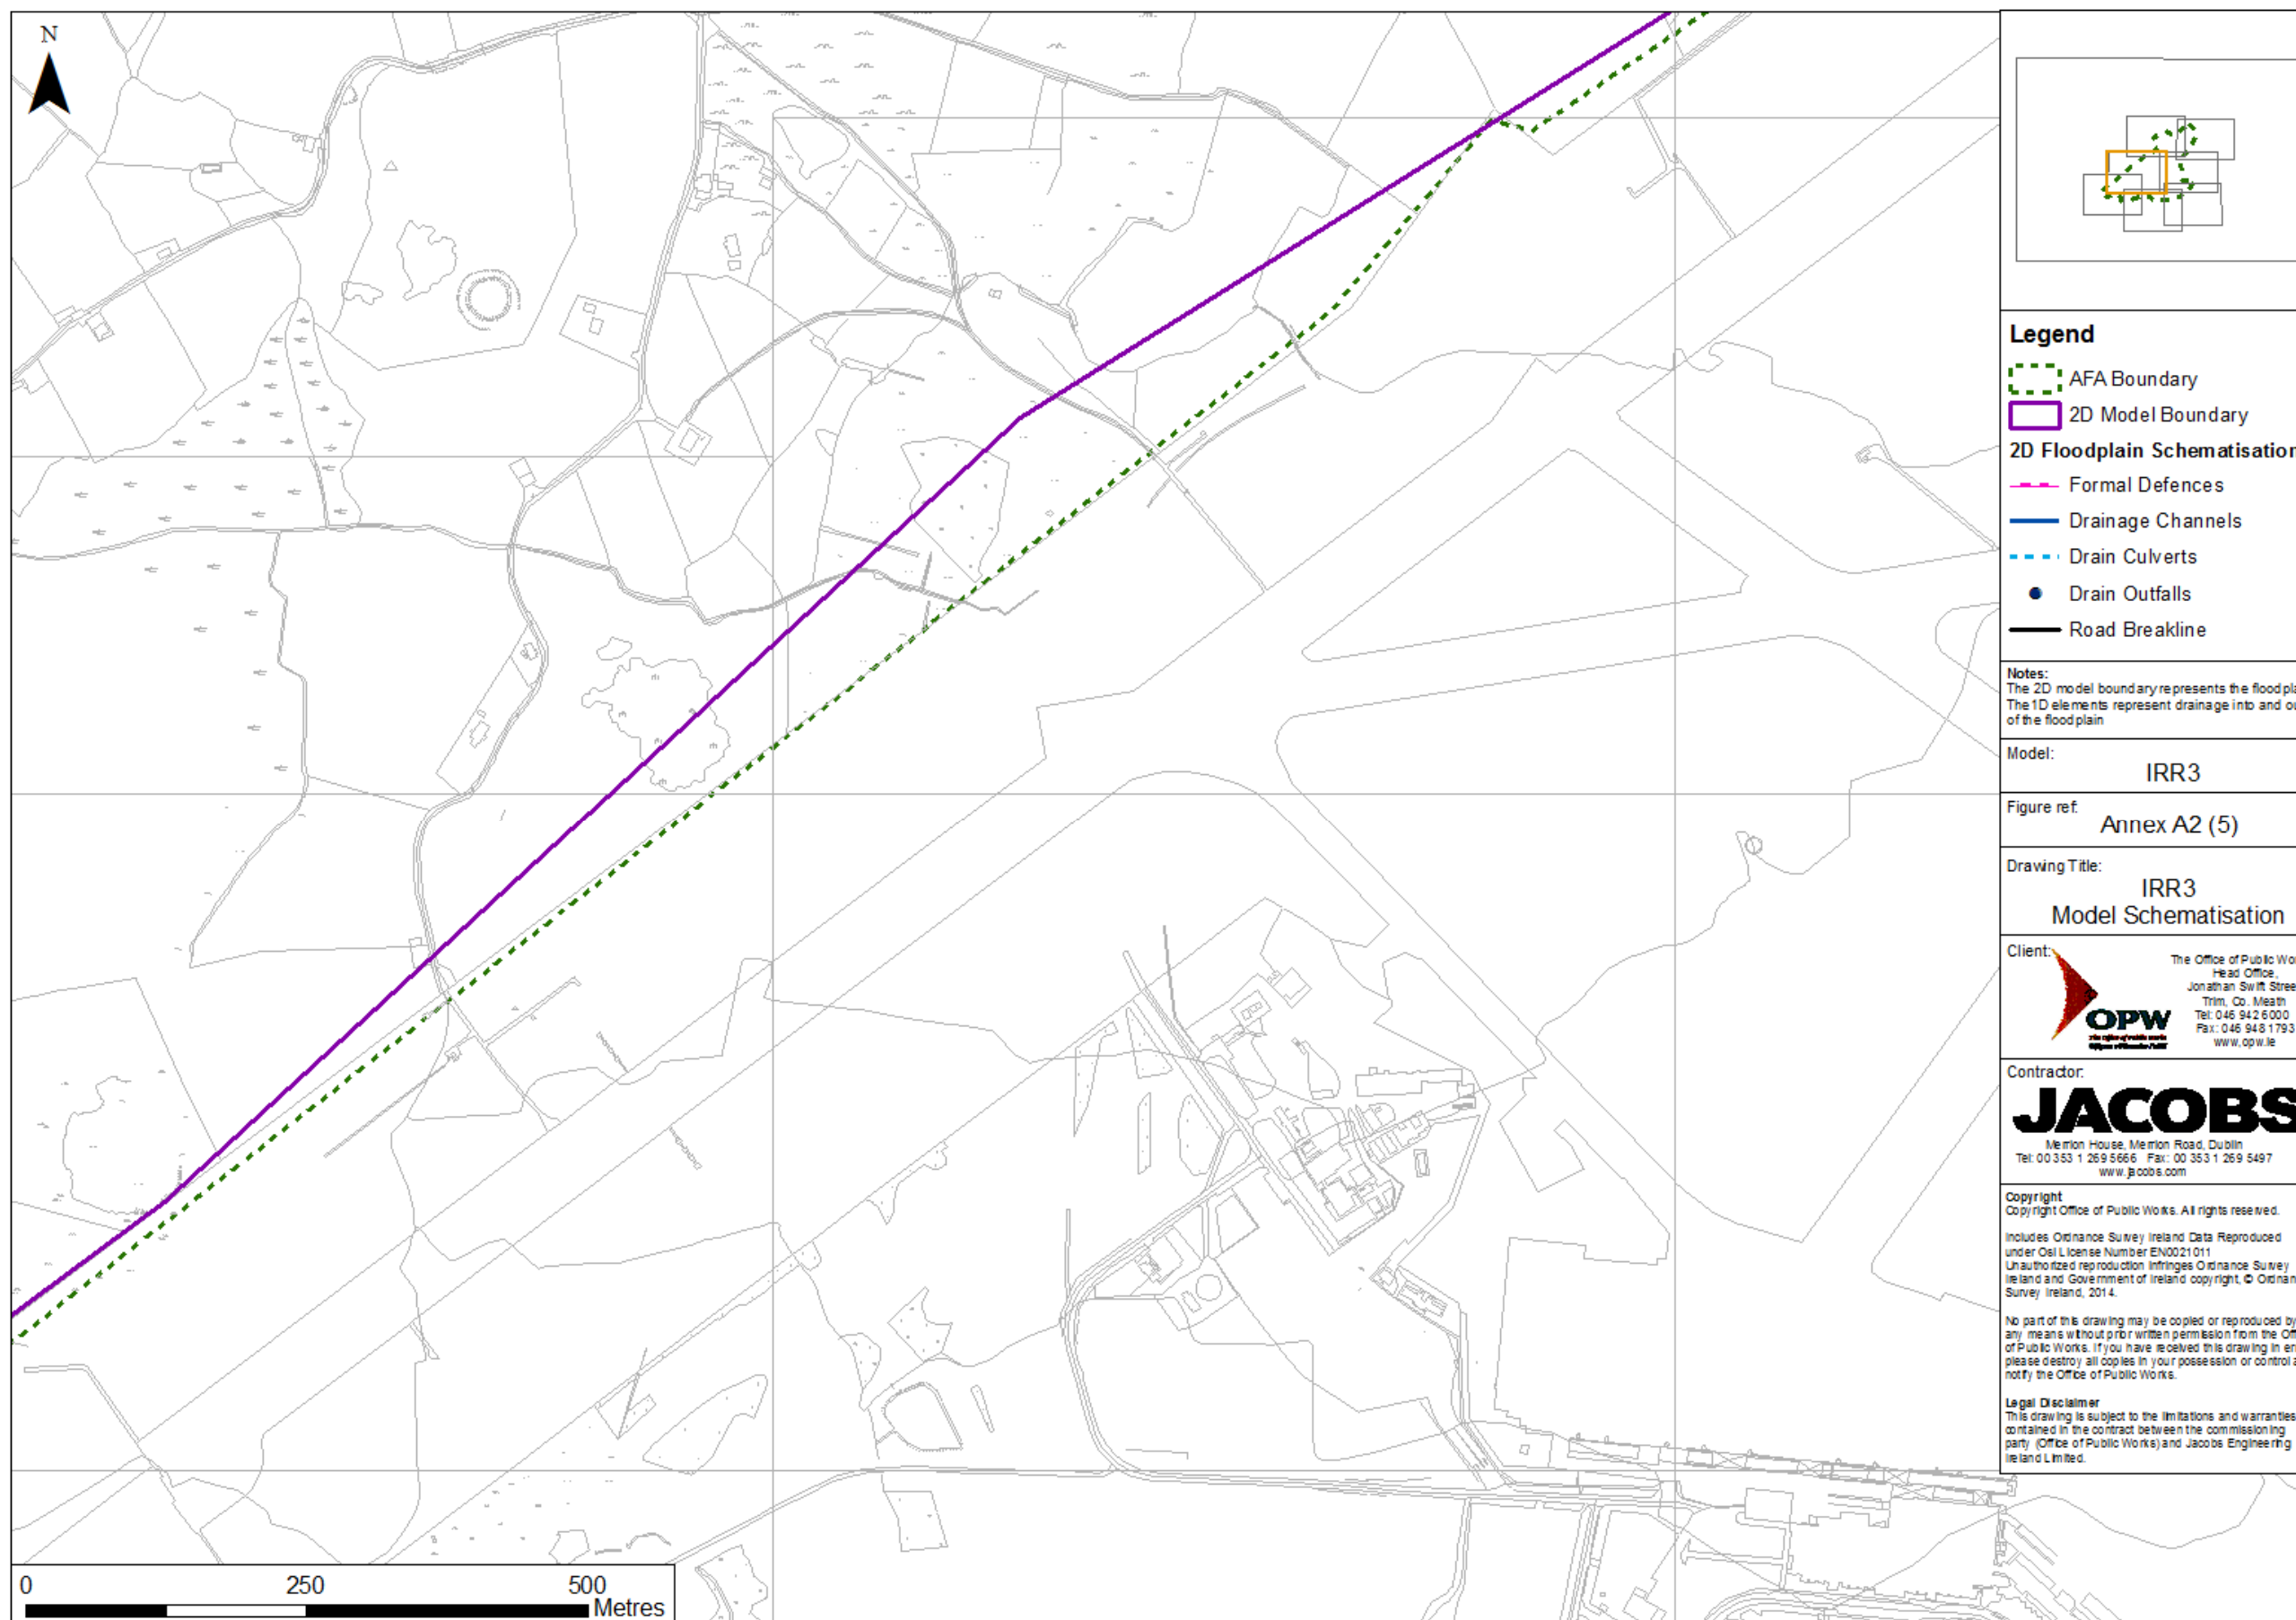 N
Legend
AFA Boundary
2D Model Boundary
2D Floodplain Schematisation
Formal Defences
Drainage Channels
Drain Culverts
Drain Outfalls
Road Breakline
Notes:
The 2D model boundary represents the floodpla
The 1D elements represent drainage into and ou
of the floodplain
Model:
IRR3
Figure ref:
Annex A2 (5)
Drawing Title:
IRR3
Model Schematisation
Client:
The Office of Public Wor
Head Office,
Jonathan Swift Stree
Trim, Co. Meath
Tel: 046 942 6000
Fax: 046 948 1793
www.opw.ie
OPW
Contractor:
JACOBS
Merrion House, Merrion Road, Dublin
Tel: 00 353 1 269 5666 Fax: 00 353 1 269 5497
www.jacobs.com
Copyright
Copyright Office of Public Works. All rights reserved.
Includes Ordnance Survey Ireland Data Reproduced
under OSi License Number EN0021011
Unauthorized reproduction infringes Ordnance Survey
Ireland and Government of Ireland copyright, © Ordnan
Survey Ireland, 2014.
No part of this drawing may be copied or reproduced by
any means without prior written permission from the Off
of Public Works. If you have received this drawing in err
please destroy all copies in your possession or control a
notify the Office of Public Works.
Legal Disclaimer
This drawing is subject to the limitations and warranties
contained in the contract between the commissioning
party (Office of Public Works) and Jacobs Engineering
Ireland Limited.
0 250 500
Metres